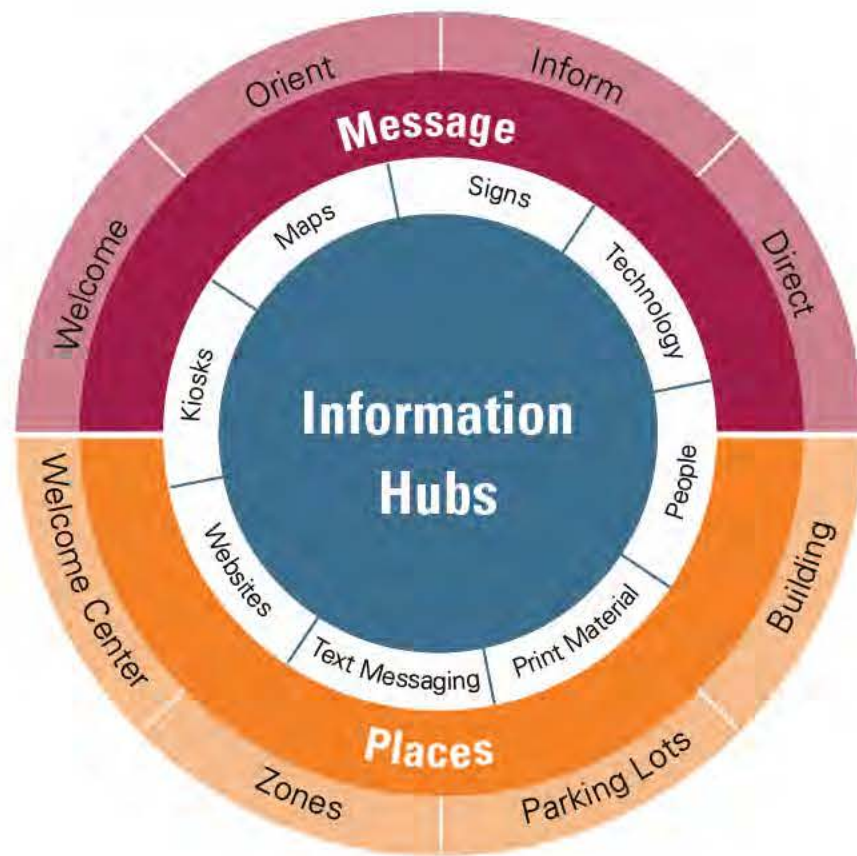 Welcome
Orient
Inform
Direct
Message
Kiosks
Maps
Signs
Technology
People
Print Material
Text Messaging
Websites
Information
Hubs
Places
Welcome Center
Zones
Parking Lots
Building